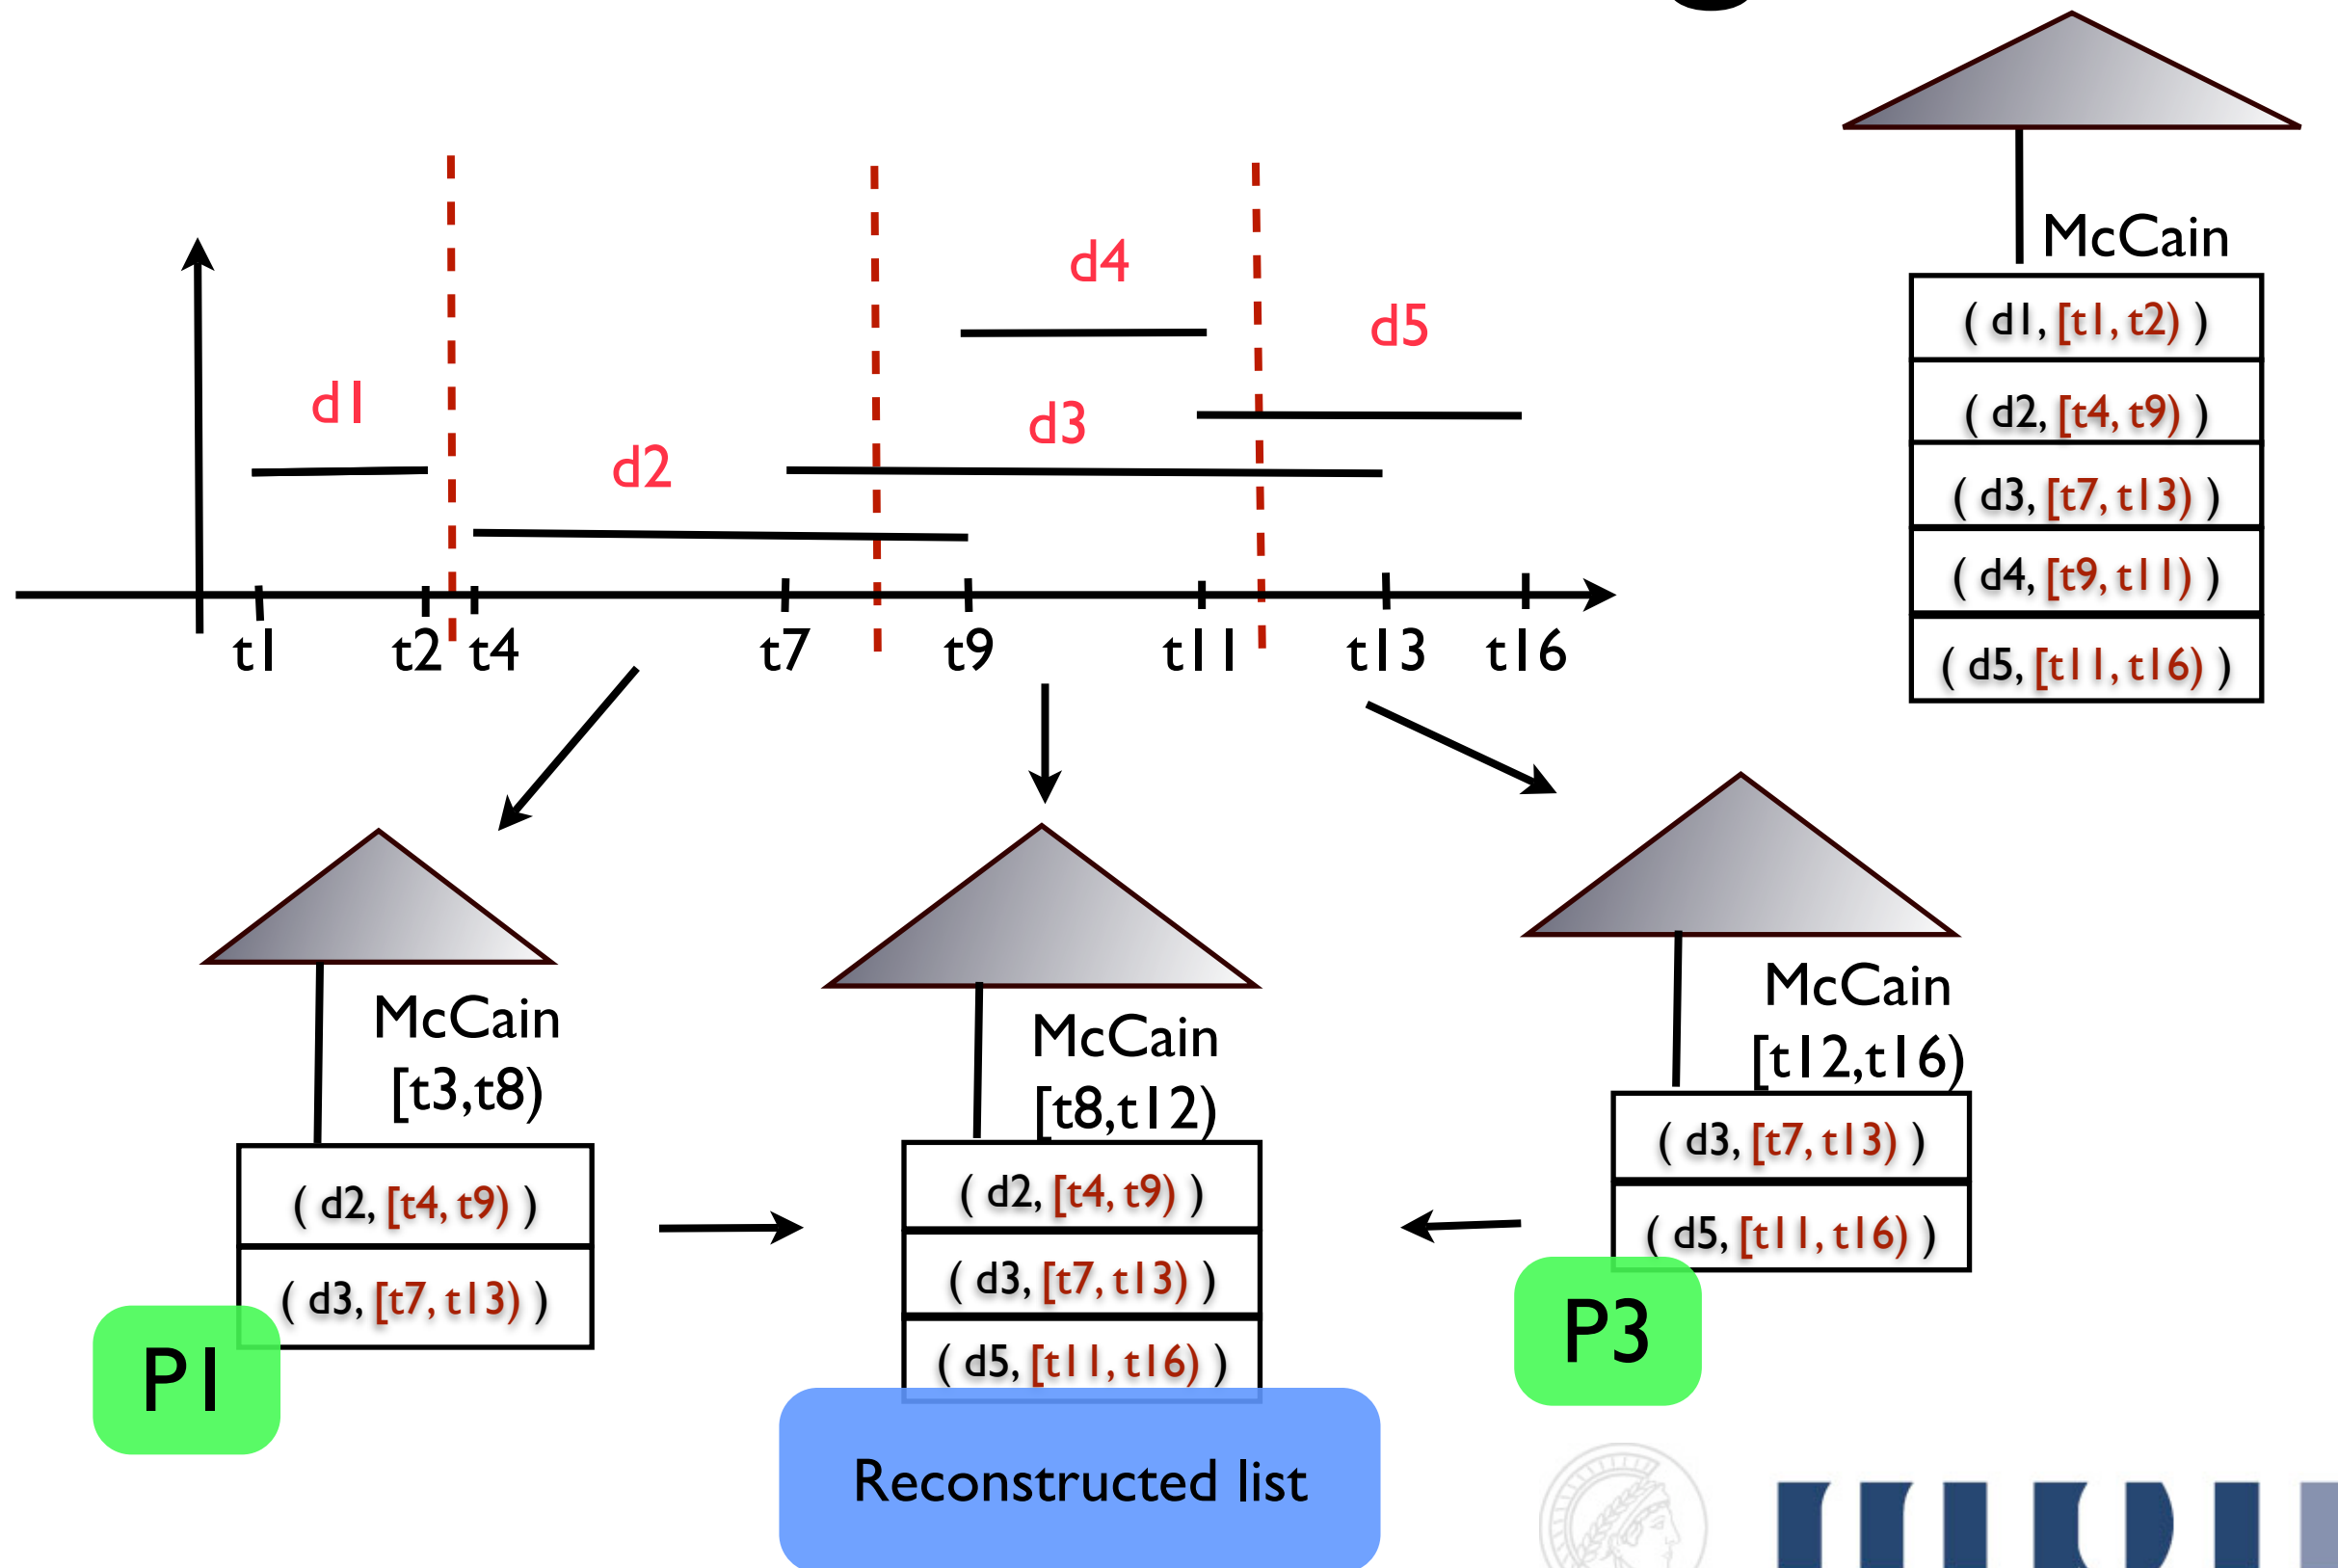 McCain
( d1, [t1, t2) )
( d2, [t4, t9) )
( d3, [t7, t13) )
( d4, [t9, t11) )
( d5, [t11, t16) )
d4
d5
d1
d3
d2
t1 t2 t4 t7 t9 t11 t13 t16
McCain
[t3,t8)
( d2, [t4, t9) )
( d3, [t7, t13) )
P1
McCain
[t8,t12)
( d2, [t4, t9) )
( d3, [t7, t13) )
( d5, [t11, t16) )
Reconstructed list
McCain
[t12,t16)
( d3, [t7, t13) )
( d5, [t11, t16) )
P3